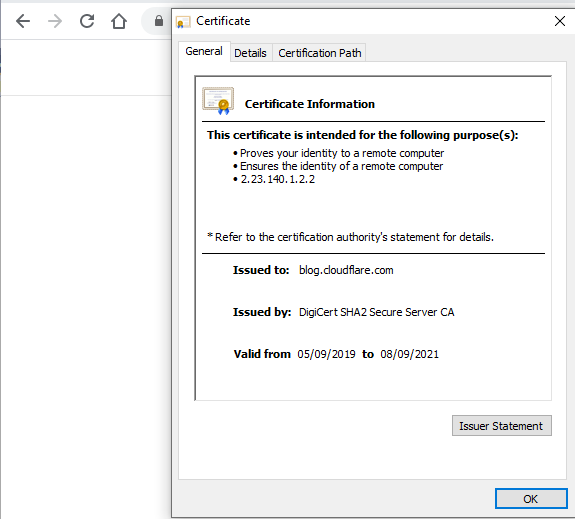 Certificate
General
Details
Certification Path
Certificate Information
This certificate is intended for the following purpose(s):
• Proves your identity to a remote computer
• Ensures the identity of a remote computer
• 2.23.140.1.2.2
* Refer to the certification authority's statement for details.
Issued to: blog.cloudflare.com
Issued by: DigiCert SHA2 Secure Server CA
Valid from 05/09/2019 to 08/09/2021
Issuer Statement
OK